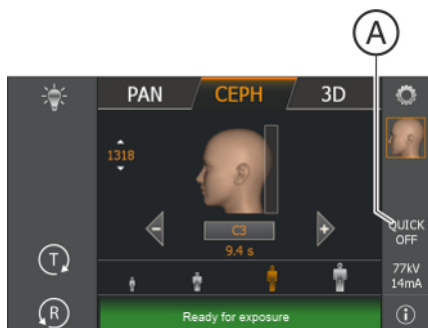 A
PAN CEPH 3D
1318
C3
9.4 s
QUICK
OFF
77kV
14mA
T
R
Ready for exposure
i